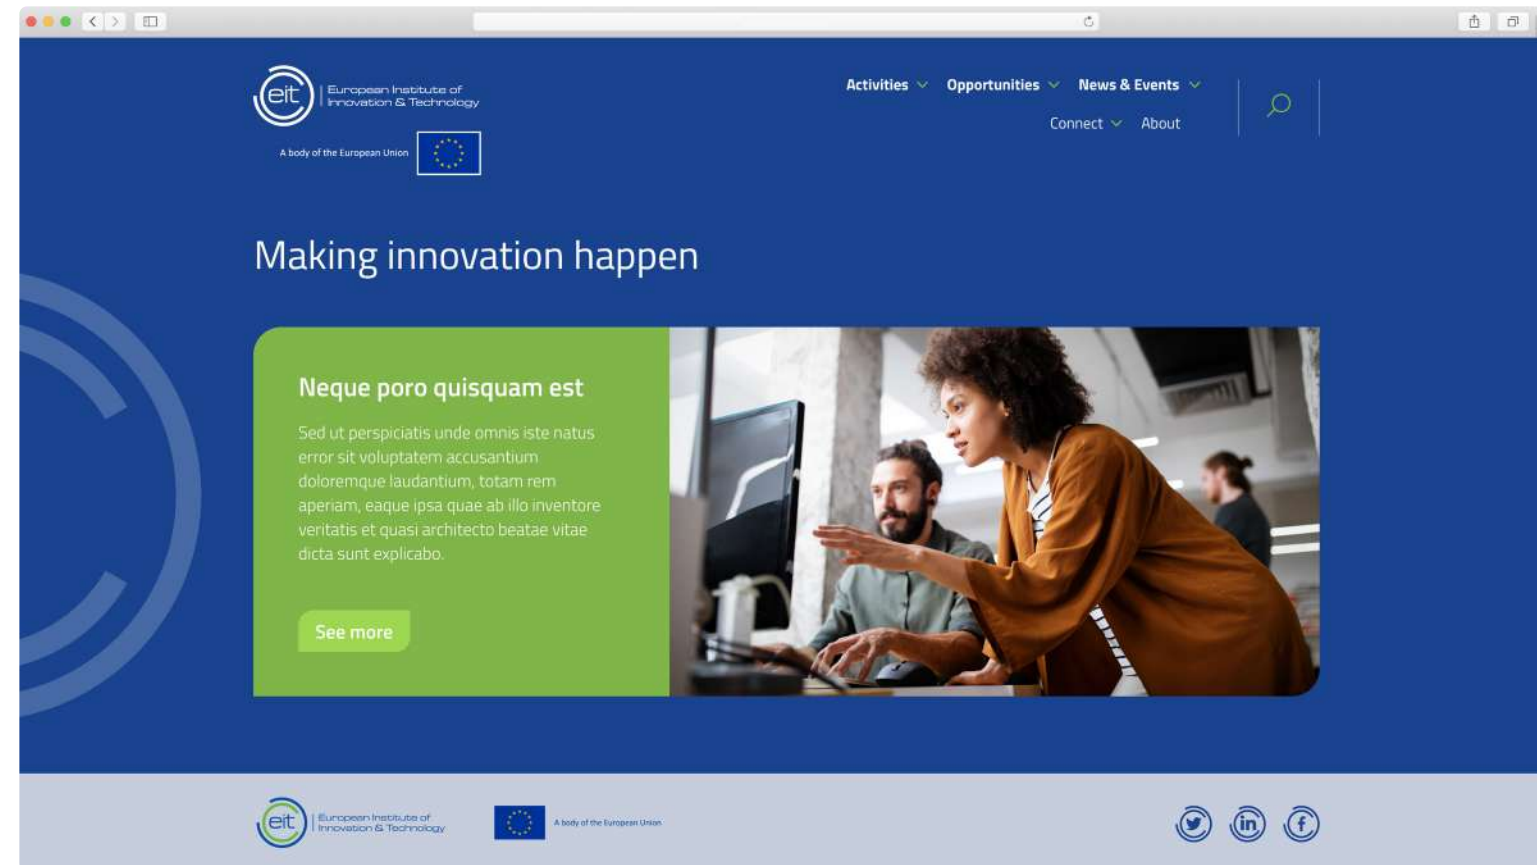 eit
European Institute of
Innovation & Technology
A body of the European Union
Activities Opportunities News & Events
Connect About
Making innovation happen
Neque poro quisquam est
Sed ut perspiciatis unde omnis iste natus
error sit voluptatem accusantium
doloremque laudantium, totam rem
aperiam, eaque ipsa quae ab illo inventore
veritatis et quasi architecto beatae vitae
dicta sunt explicabo.
See more
eit
European Institute of
Innovation & Technology
A body of the European Union
in
f